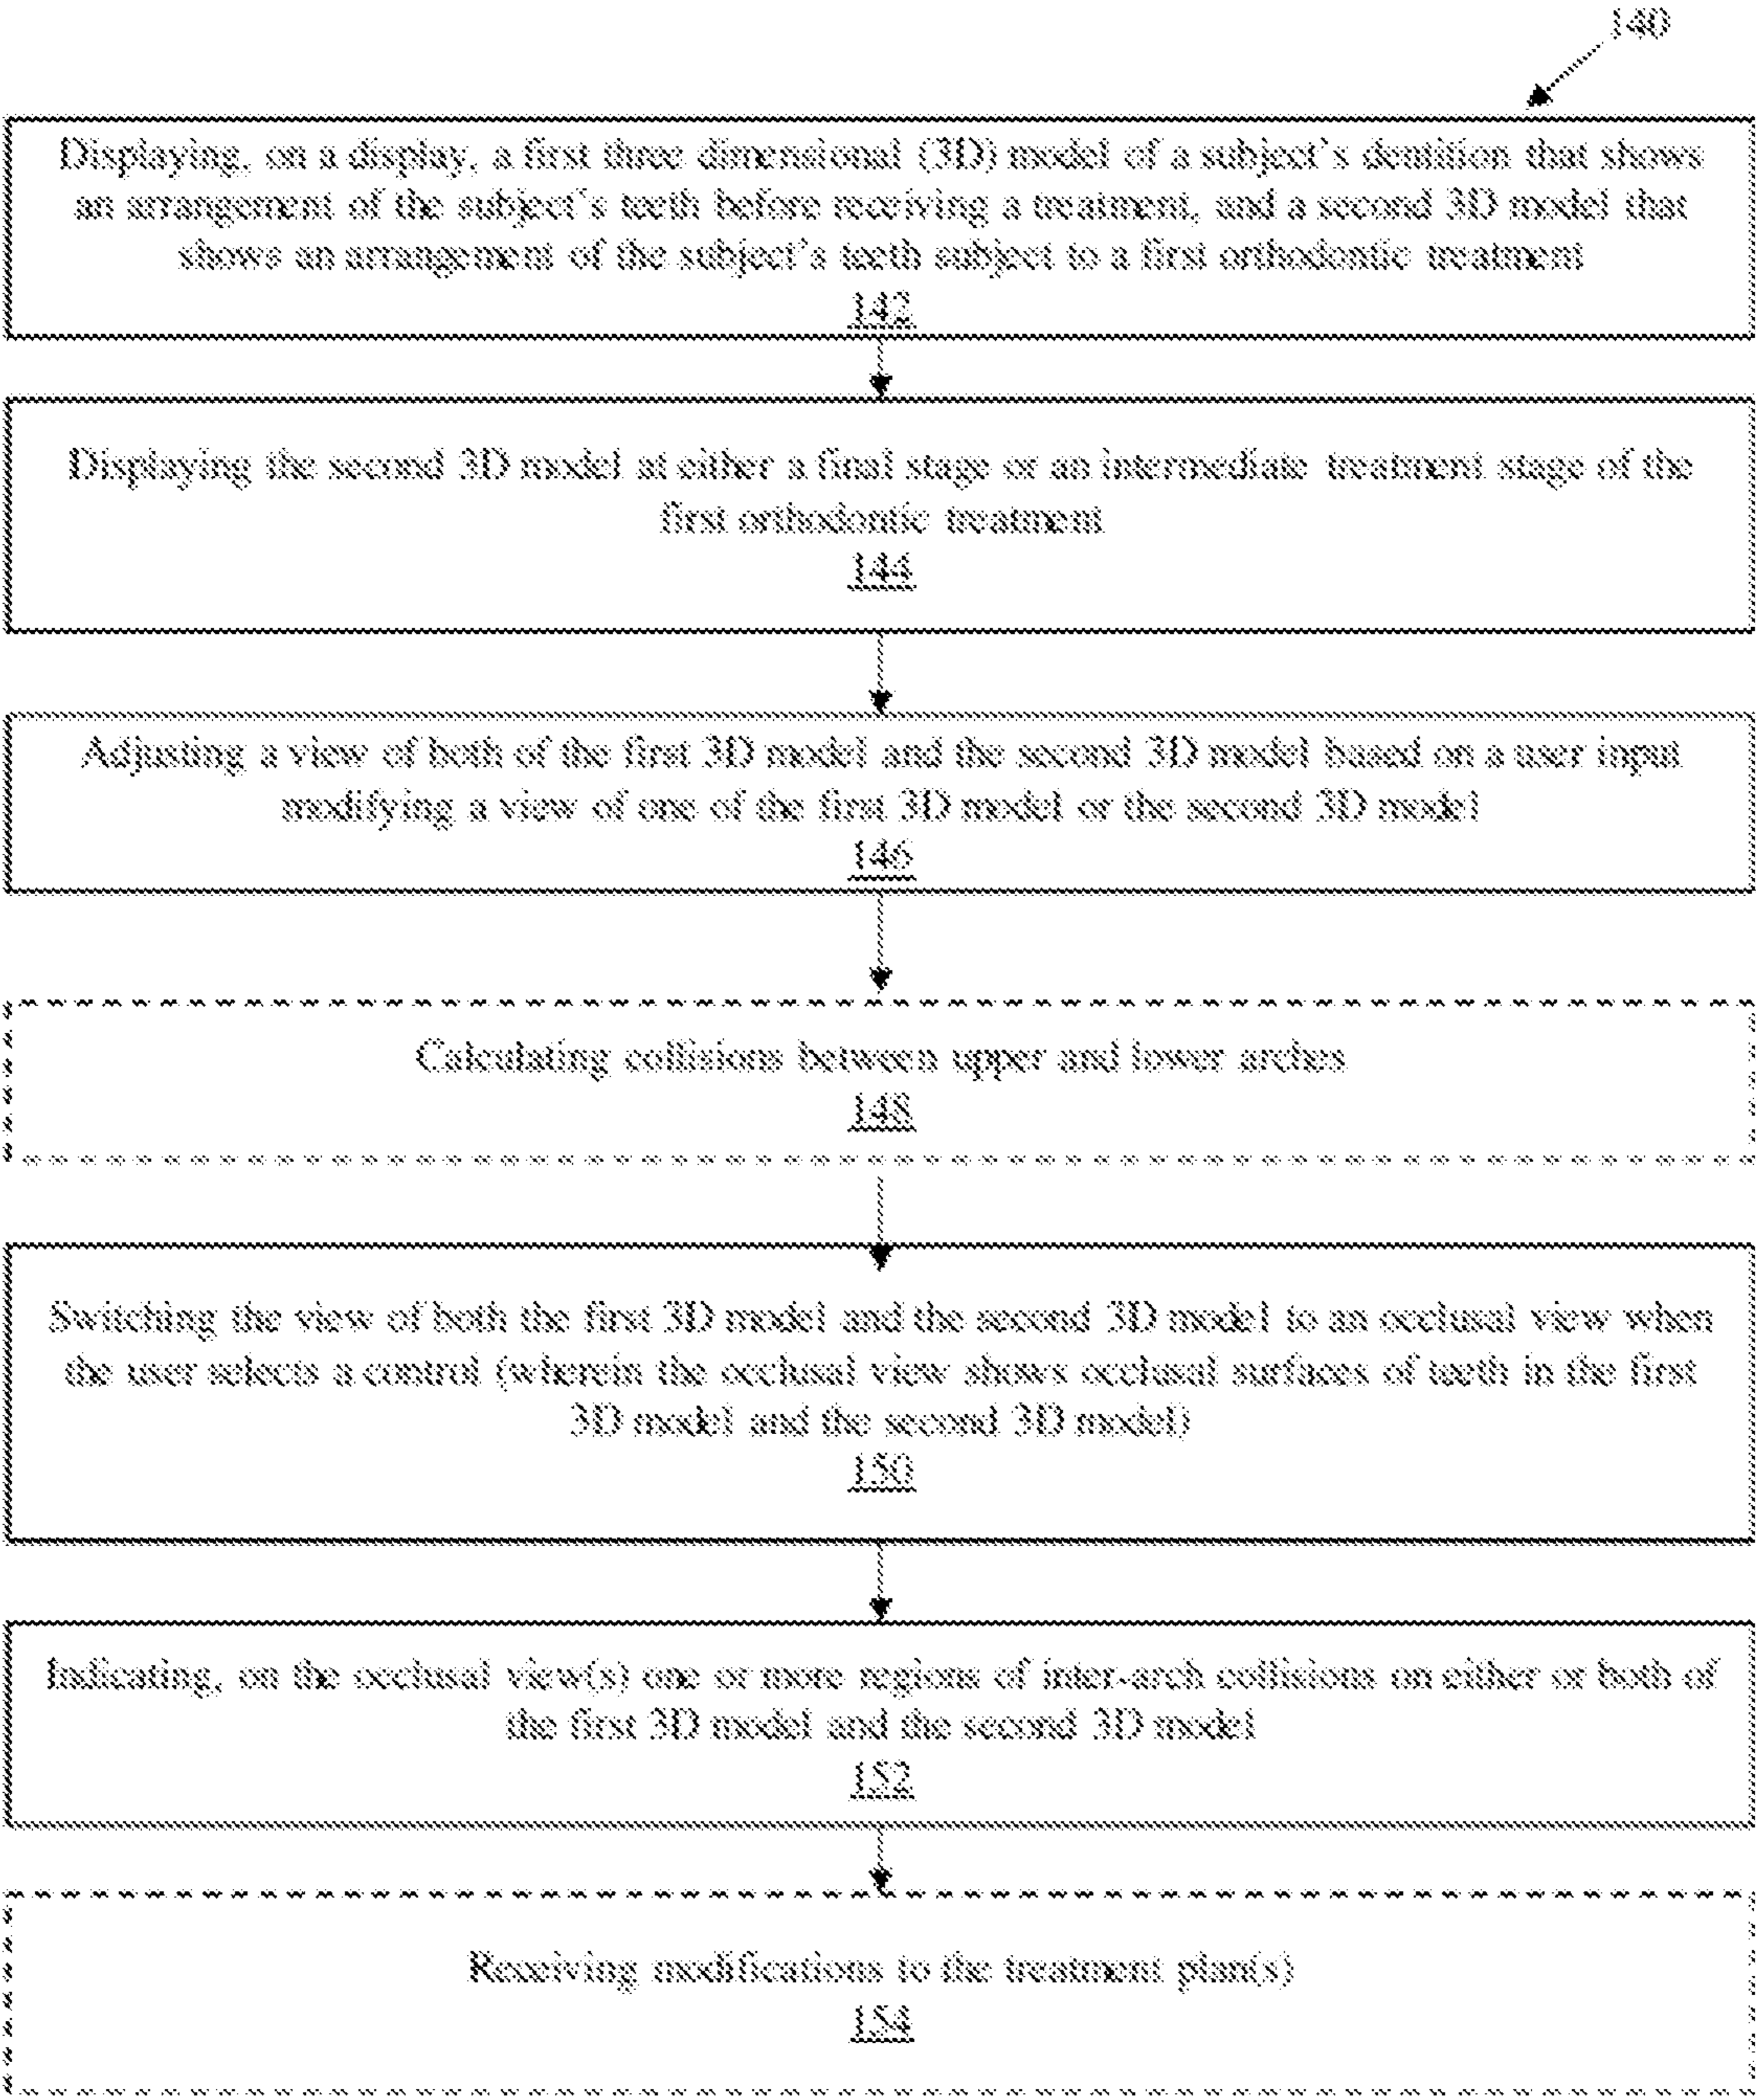 140
Displaying, on a display, a first three dimensional (3D) model of a subject's dentition that shows
an arrangement of the subject's teeth before receiving a treatment, and a second 3D model that
shows an arrangement of the subject's teeth subject to a first orthodontic treatment
142
Displaying the second 3D model at either a final stage or an intermediate treatment stage of the
first orthodontic treatment
144
Adjusting a view of both of the first 3D model and the second 3D model based on a user input
modifying a view of one of the first 3D model or the second 3D model
146
Calculating collisions between upper and lower arches
148
Switching the view of both the first 3D model and the second 3D model to an occlusal view when
the user selects a control (wherein the occlusal view shows occlusal surfaces of teeth in the first
3D model and the second 3D model)
150
Indicating, on the occlusal view(s) one or more regions of inter-arch collisions on either or both of
the first 3D model and the second 3D model
152
Receiving modifications to the treatment plan(s)
154